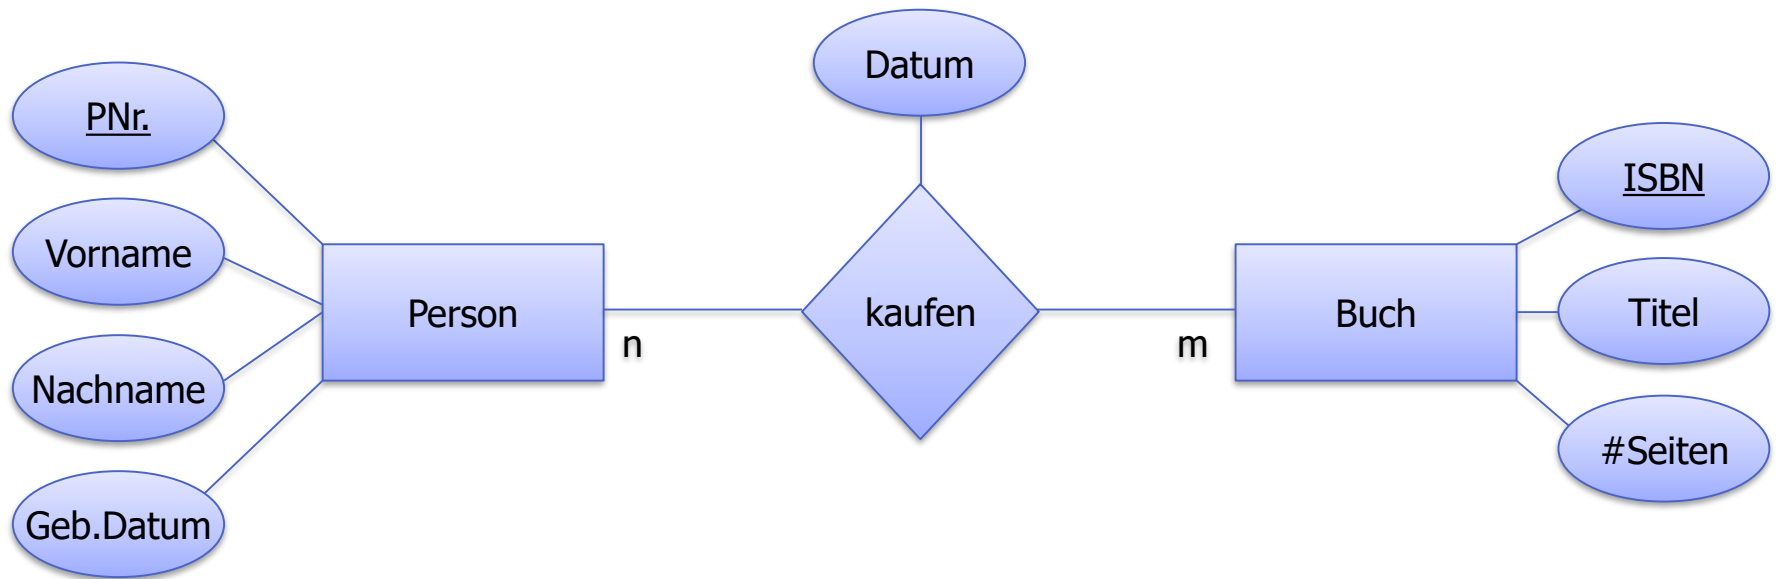 PNr.
Vorname
Nachname
Geb.Datum
Person
n
Datum
kaufen
m
Buch
ISBN
Titel
#Seiten